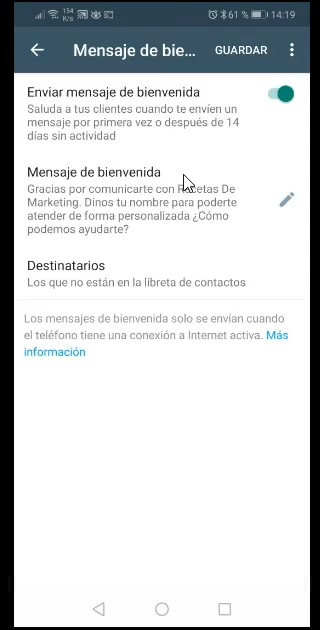 154
K/s
61 %
14:19
Mensaje de bie...
GUARDAR
Enviar mensaje de bienvenida
Saluda a tus clientes cuando te envíen un
mensaje por primera vez o después de 14
días sin actividad
Mensaje de bienvenida
Gracias por comunicarte con Recetas De
Marketing. Dinos tu nombre para poderte
atender de forma personalizada ¿Cómo
podemos ayudarte?
Destinatarios
Los que no están en la libreta de contactos
Los mensajes de bienvenida solo se envían cuando
el teléfono tiene una conexión a Internet activa. Más
información